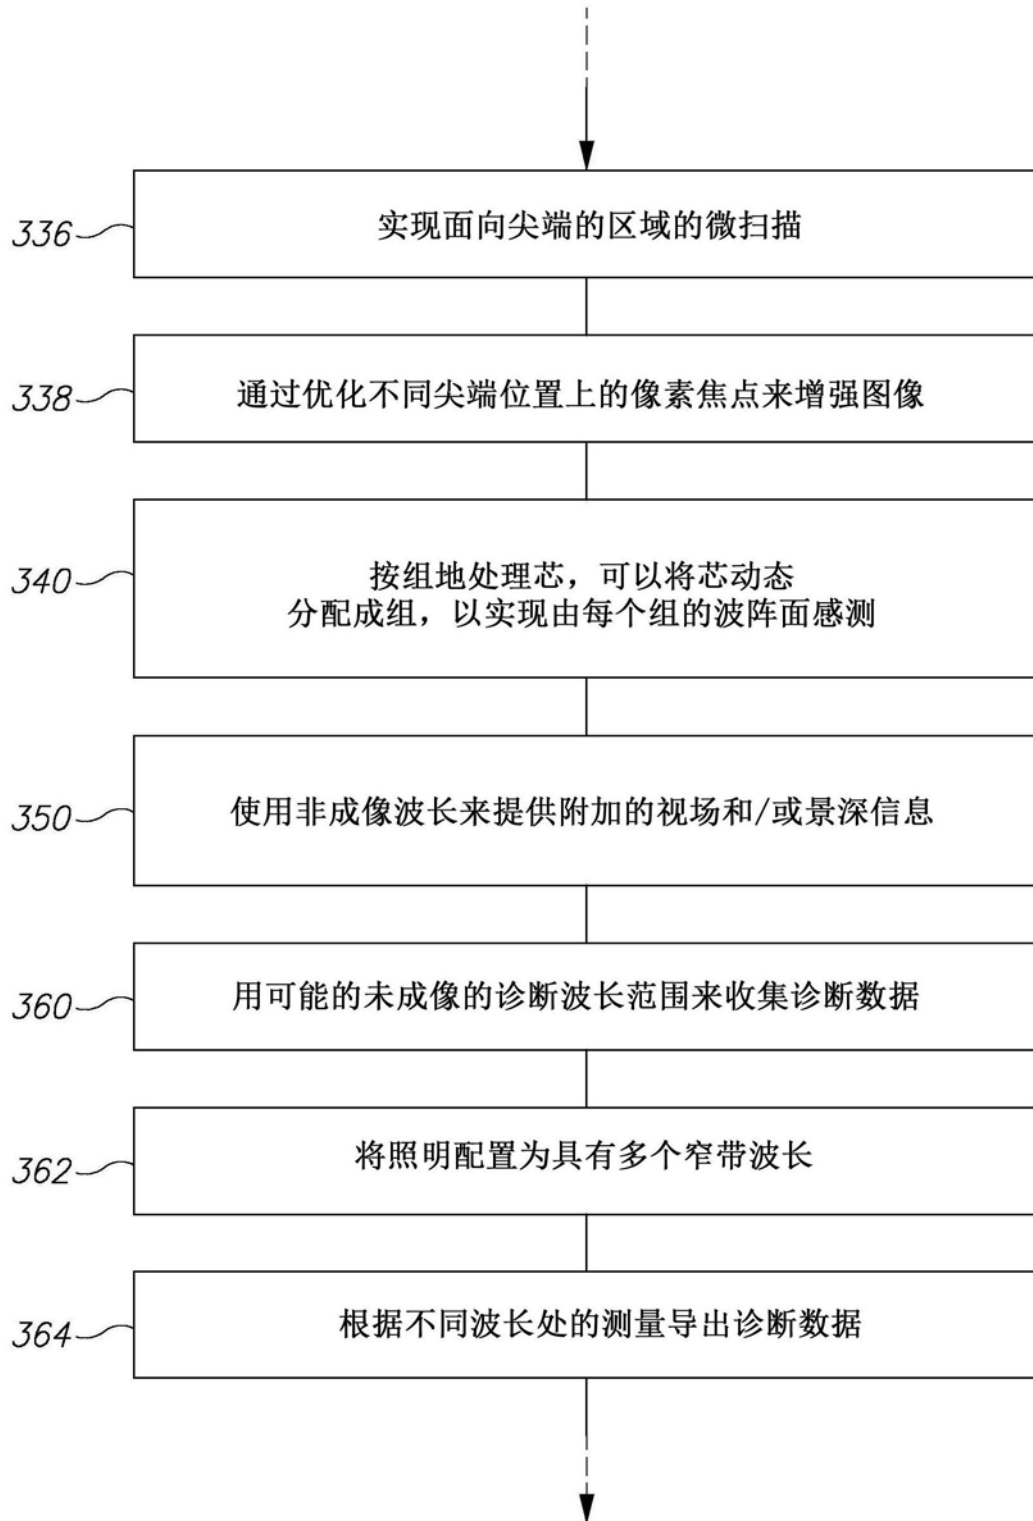 336
实现面向尖端的区域的微扫描
338
通过优化不同尖端位置上的像素焦点来增强图像
340
按组地处理芯，可以将芯动态
分配成组，以实现由每个组的波阵面感测
350
使用非成像波长来提供附加的视场和/或景深信息
360
用可能的未成像的诊断波长范围来收集诊断数据
362
将照明配置为具有多个窄带波长
364
根据不同波长处的测量导出诊断数据